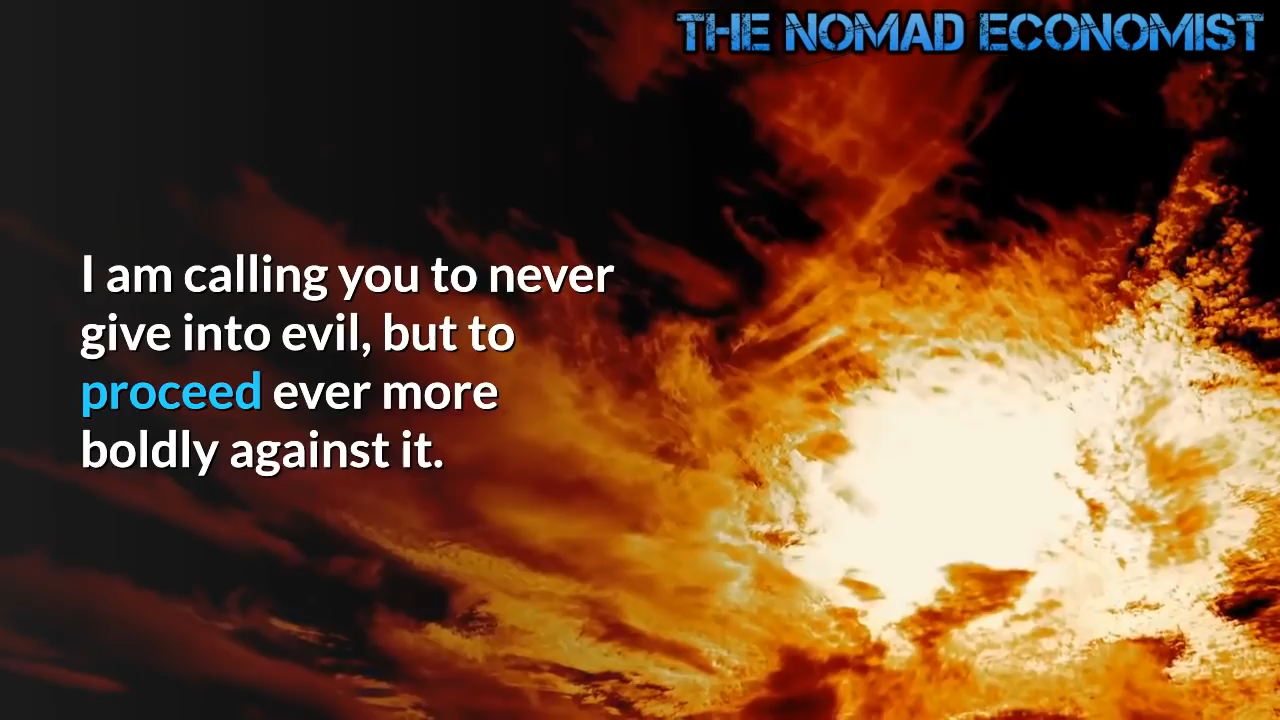 THE NOMAD ECONOMIST
I am calling you to never
give into evil, but to
proceed ever more
boldly against it.